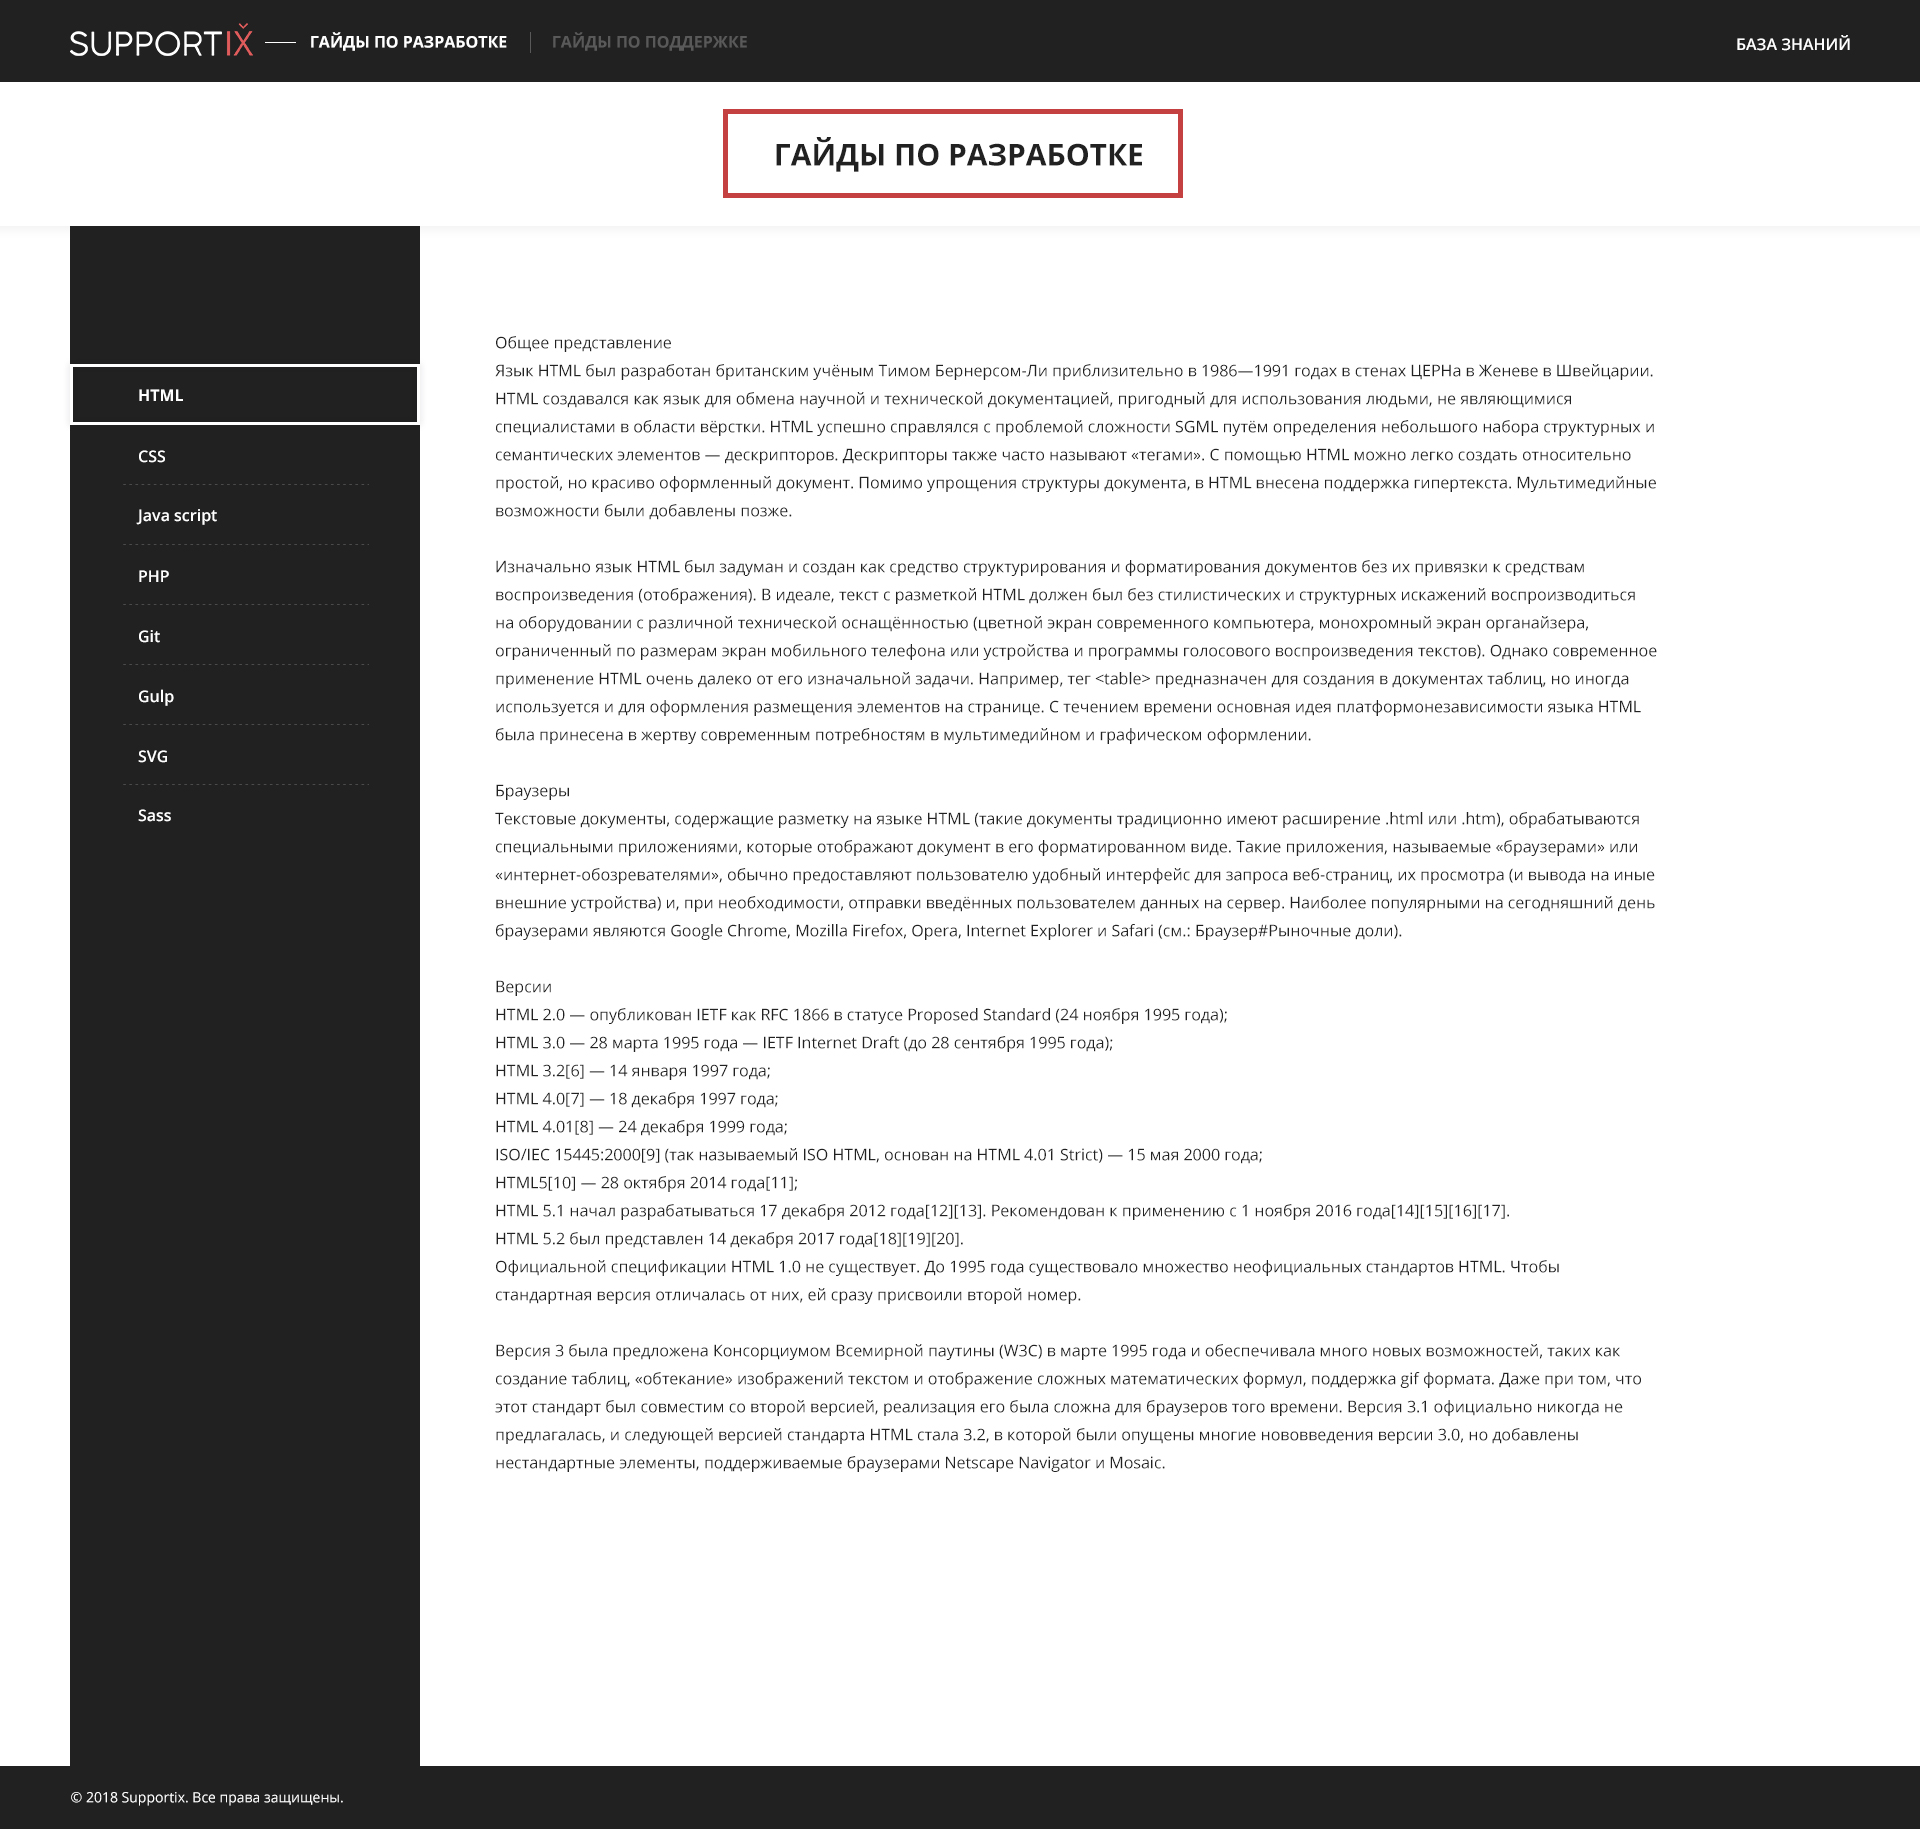 SUPPORTIX
ГАЙДЫ ПО РАЗРАБОТКЕ
ГАЙДЫ ПО ПОДДЕРЖКЕ
БАЗА ЗНАНИЙ
ГАЙДЫ ПО РАЗРАБОТКЕ
HTML
CSS
Java script
PHP
Git
Gulp
SVG
Sass
Общее представление
Язык HTML был разработан британским учёным Тимом Бернерсом-Ли приблизительно в 1986—1991 годах в стенах ЦЕРНа в Женеве в Швейцарии.
HTML создавался как язык для обмена научной и технической документацией, пригодный для использования людьми, не являющимися
специалистами в области вёрстки. HTML успешно справлялся с проблемой сложности SGML путём определения небольшого набора структурных и
семантических элементов — дескрипторов. Дескрипторы также часто называют «тегами». С помощью HTML можно легко создать относительно
простой, но красиво оформленный документ. Помимо упрощения структуры документа, в HTML внесена поддержка гипертекста. Мультимедийные
возможности были добавлены позже.
Изначально язык HTML был задуман и создан как средство структурирования и форматирования документов без их привязки к средствам
воспроизведения (отображения). В идеале, текст с разметкой HTML должен был без стилистических и структурных искажений воспроизводиться
на оборудовании с различной технической оснащённостью (цветной экран современного компьютера, монохромный экран органайзера,
ограниченный по размерам экран мобильного телефона или устройства и программы голосового воспроизведения текстов). Однако современное
применение HTML очень далеко от его изначальной задачи. Например, тег <table> предназначен для создания в документах таблиц, но иногда
используется и для оформления размещения элементов на странице. С течением времени основная идея платформонезависимости языка HTML
была принесена в жертву современным потребностям в мультимедийном и графическом оформлении.
Браузеры
Текстовые документы, содержащие разметку на языке HTML (такие документы традиционно имеют расширение .html или .htm), обрабатываются
специальными приложениями, которые отображают документ в его форматированном виде. Такие приложения, называемые «браузерами» или
«интернет-обозревателями», обычно предоставляют пользователю удобный интерфейс для запроса веб-страниц, их просмотра (и вывода на иные
внешние устройства) и, при необходимости, отправки введённых пользователем данных на сервер. Наиболее популярными на сегодняшний день
браузерами являются Google Chrome, Mozilla Firefox, Opera, Internet Explorer и Safari (см.: Браузер#Рыночные доли).
Версии
HTML 2.0 — опубликован IETF как RFC 1866 в статусе Proposed Standard (24 ноября 1995 года);
HTML 3.0 — 28 марта 1995 года — IETF Internet Draft (до 28 сентября 1995 года);
HTML 3.2[6] — 14 января 1997 года;
HTML 4.0[7] — 18 декабря 1997 года;
HTML 4.01[8] — 24 декабря 1999 года;
ISO/IEC 15445:2000[9] (так называемый ISO HTML, основан на HTML 4.01 Strict) — 15 мая 2000 года;
HTML5[10] — 28 октября 2014 года[11];
HTML 5.1 начал разрабатываться 17 декабря 2012 года[12][13]. Рекомендован к применению с 1 ноября 2016 года[14][15][16][17].
HTML 5.2 был представлен 14 декабря 2017 года[18][19][20].
Официальной спецификации HTML 1.0 не существует. До 1995 года существовало множество неофициальных стандартов HTML. Чтобы
стандартная версия отличалась от них, ей сразу присвоили второй номер.
Версия 3 была предложена Консорциумом Всемирной паутины (W3C) в марте 1995 года и обеспечивала много новых возможностей, таких как
создание таблиц, «обтекание» изображений текстом и отображение сложных математических формул, поддержка gif формата. Даже при том, что
этот стандарт был совместим со второй версией, реализация его была сложна для браузеров того времени. Версия 3.1 официально никогда не
предлагалась, и следующей версией стандарта HTML стала 3.2, в которой были опущены многие нововведения версии 3.0, но добавлены
нестандартные элементы, поддерживаемые браузерами Netscape Navigator и Mosaic.
© 2018 Supportix. Все права защищены.